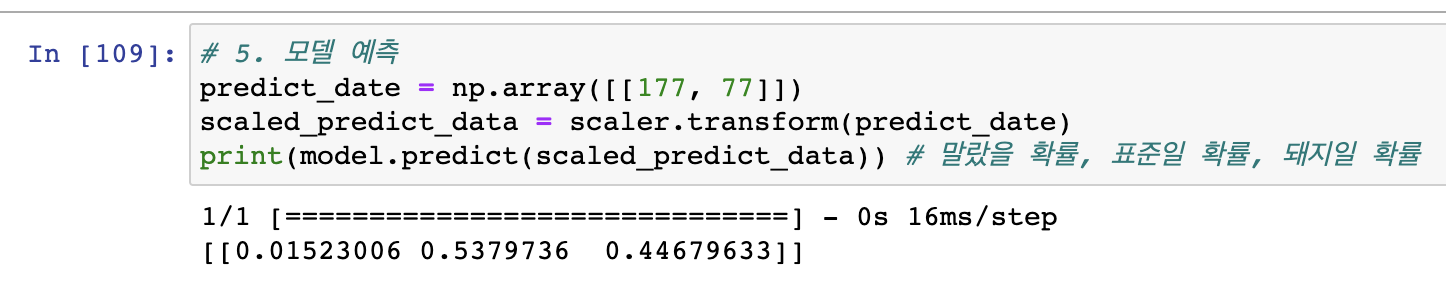 In [109]: # 5. 모델 예측
predict_date = np.array([[177, 77]])
scaled_predict_data = scaler.transform(predict_date)
print(model.predict(scaled_predict_data)) # 말랐을 확률, 표준일 확률, 돼지일 확률
1/1 [==============================] - 0s 16ms/step
[[0.01523006 0.5379736  0.44679633]]